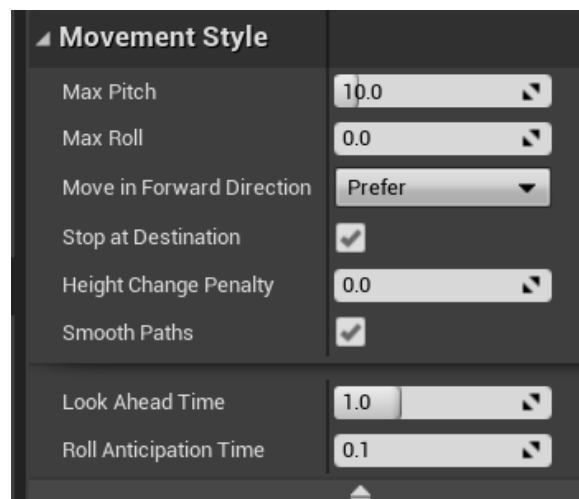 Movement Style
Max Pitch 10.0
Max Roll 0.0
Move in Forward Direction Prefer
Stop at Destination
Height Change Penalty 0.0
Smooth Paths
Look Ahead Time 1.0
Roll Anticipation Time 0.1